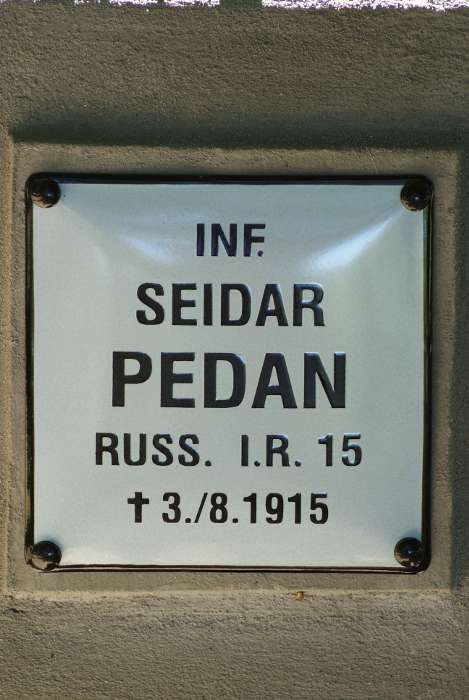 INF.
SEIDAR
PEDAN
RUSS. I.R. 15
† 3./8.1915